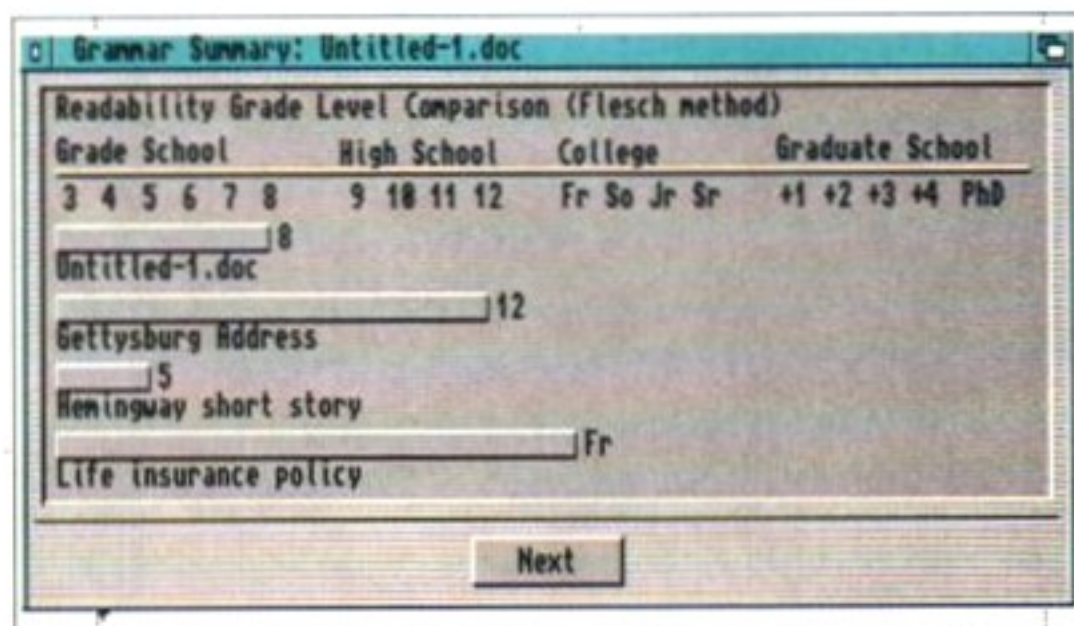 Grammar Summary: Untitled-1.doc
Readability Grade Level Comparison (Flesch method)
Grade School High School College Graduate School
3 4 5 6 7 8 9 10 11 12 Fr So Jr Sr +1 +2 +3 +4 PhD
8
Untitled-1.doc
12
Gettysburg Address
5
Hemingway short story
Fr
Life insurance policy
Next